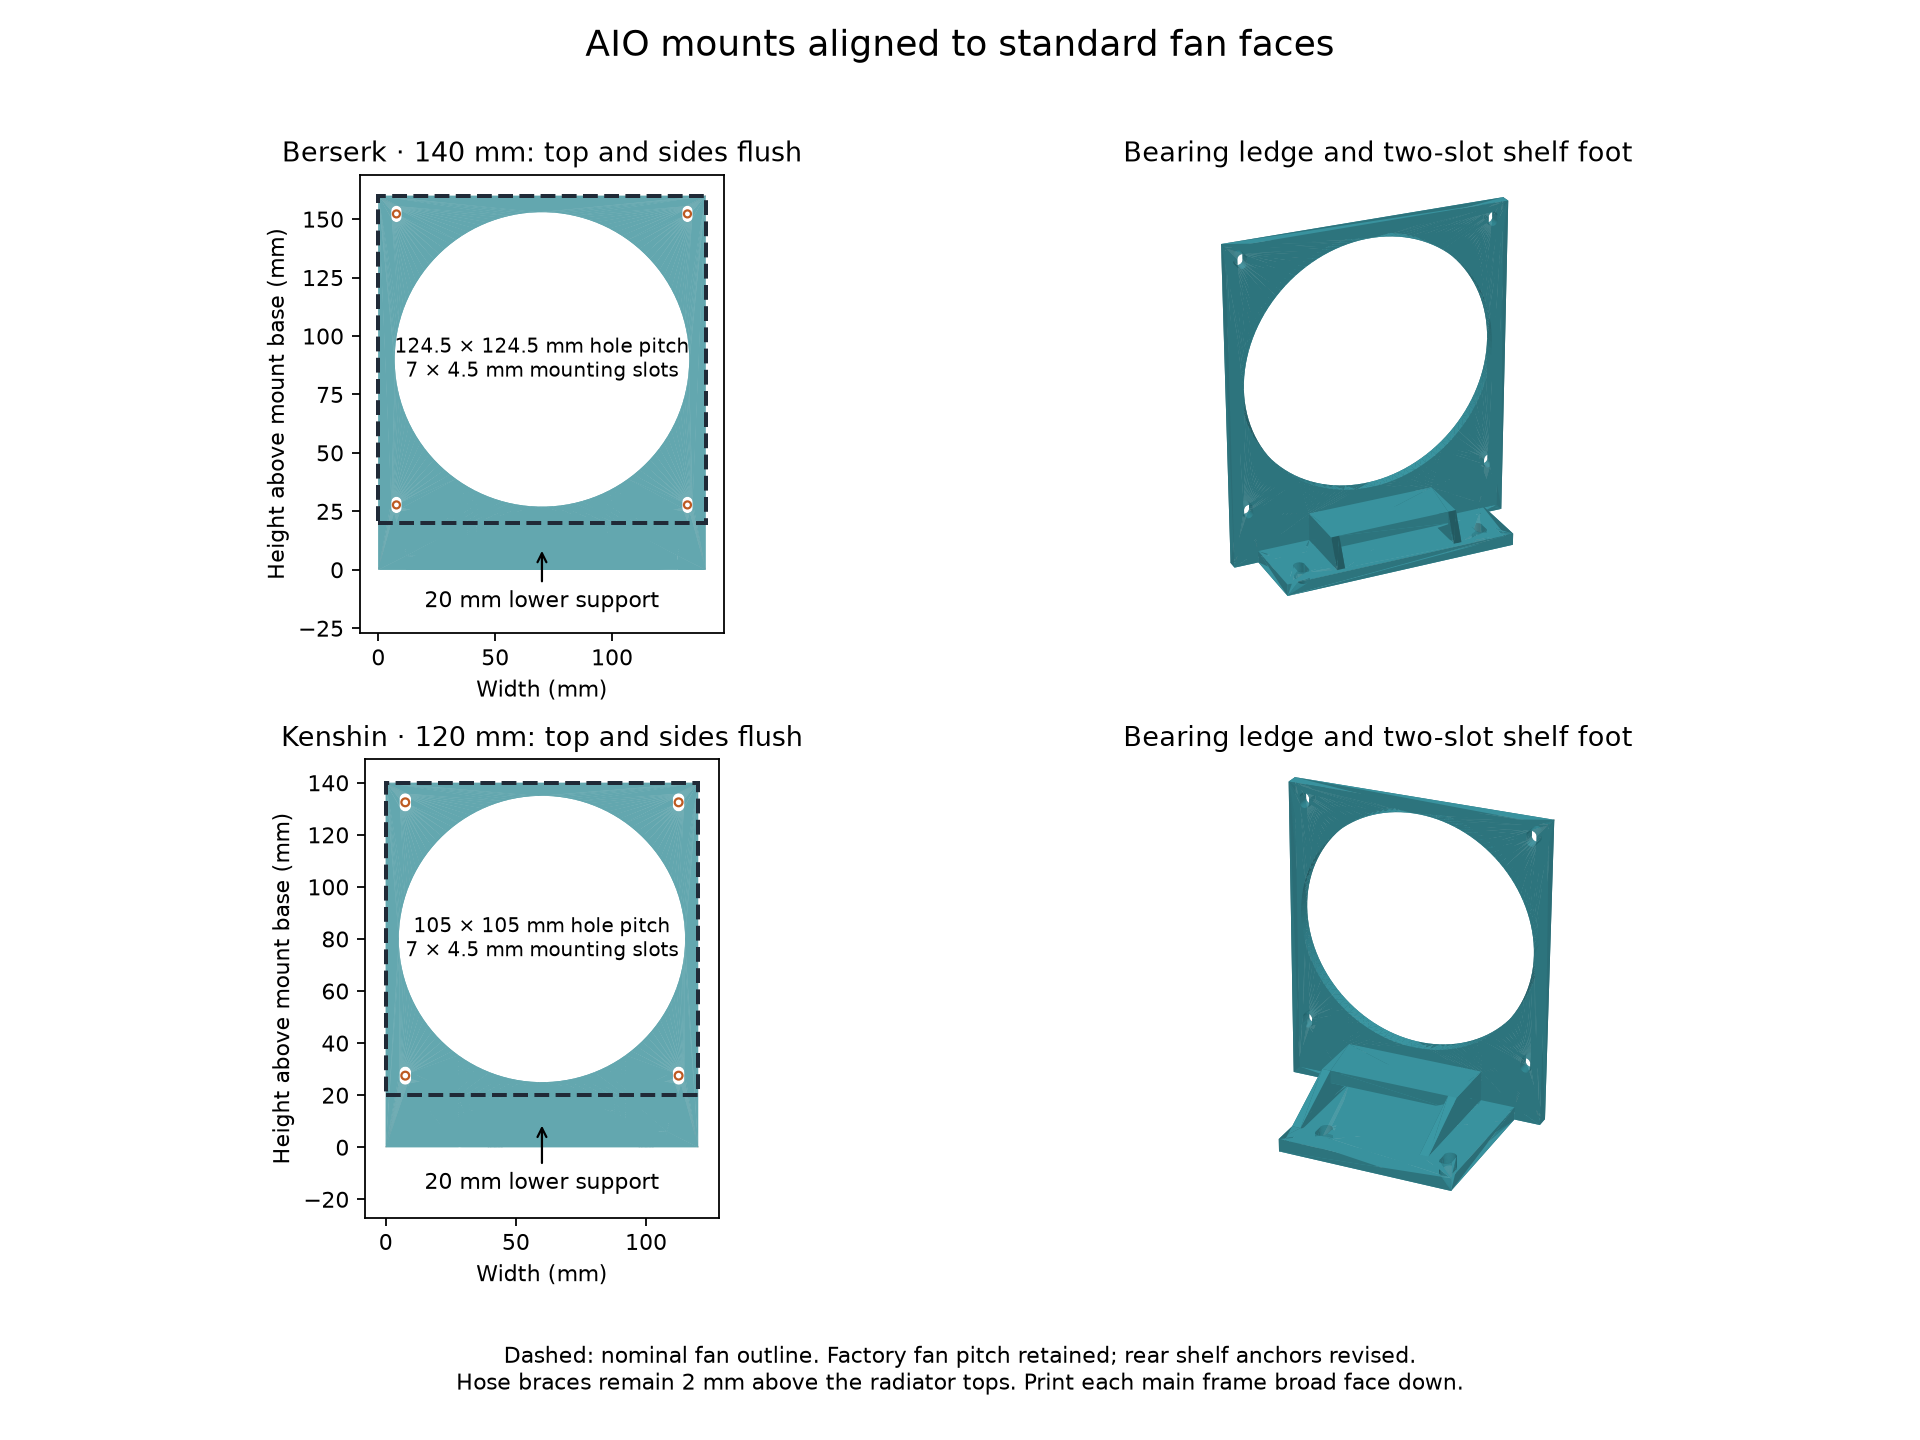 AIO mounts aligned to standard fan faces
Berserk · 140 mm: top and sides flush
Height above mount base (mm)
150
125
100
75
50
25
0
−25
124.5 × 124.5 mm hole pitch
7 × 4.5 mm mounting slots
20 mm lower support
0
50
100
Width (mm)
Bearing ledge and two-slot shelf foot
Kenshin · 120 mm: top and sides flush
Height above mount base (mm)
140
120
100
80
60
40
20
0
−20
105 × 105 mm hole pitch
7 × 4.5 mm mounting slots
20 mm lower support
0
50
100
Width (mm)
Bearing ledge and two-slot shelf foot
Dashed: nominal fan outline. Factory fan pitch retained; rear shelf anchors revised.
Hose braces remain 2 mm above the radiator tops. Print each main frame broad face down.